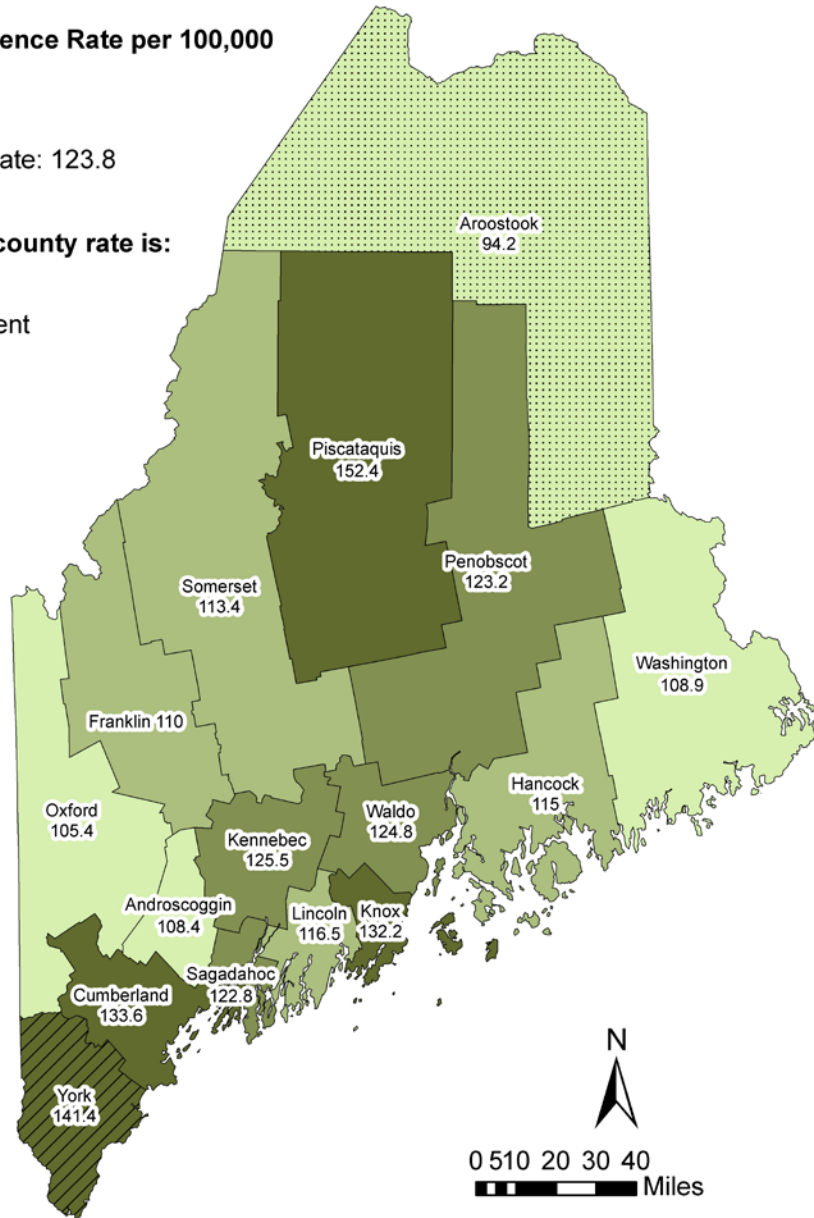 ence Rate per 100,000
ate: 123.8
county rate is:
ent
Aroostook
94.2
Piscataquis
152.4
Penobscot
123.2
Somerset
113.4
Washington
108.9
Franklin 110
Hancock
115
Oxford
105.4
Waldo
124.8
Kennebec
125.5
Androscoggin
108.4
Lincoln
116.5
Knox
132.2
Sagadahoc
122.8
Cumberland
133.6
York
141.4
N
0 510 20 30 40
Miles